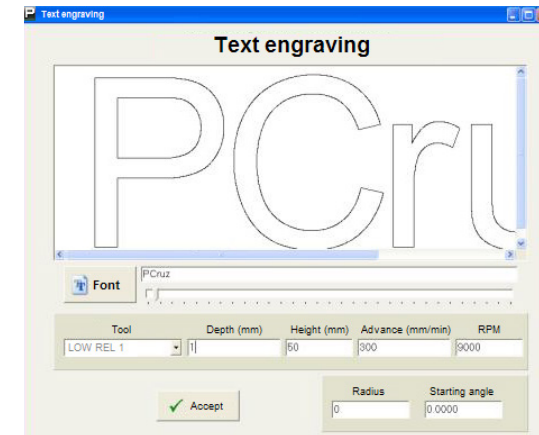 Text engraving
Text engraving
PCru
Font
PCruz
Tool Depth (mm) Height (mm) Advance (mm/min) RPM
LOW REL 1 1 50 300 9000
Accept
Radius Starting angle
0 0.0000